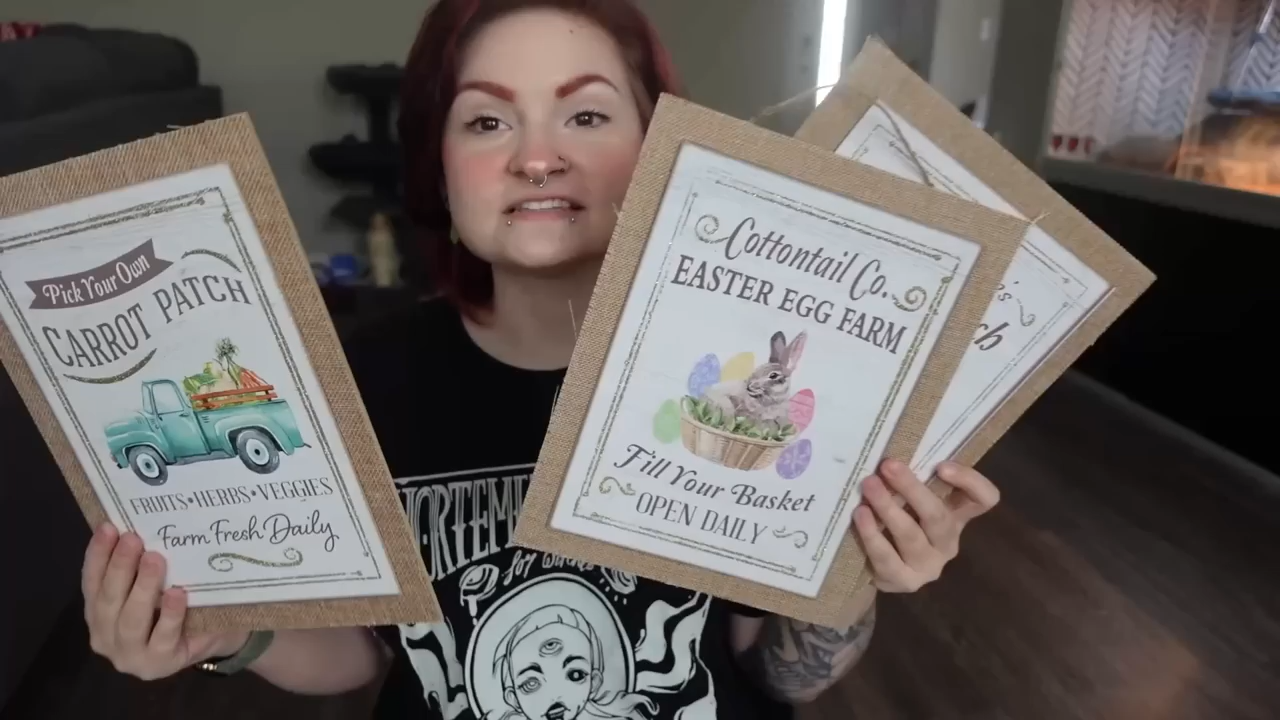 Pick Your Own
CARROT PATCH
FRUITS•HERBS•VEGGIES
Farm Fresh Daily
Cottontail Co.
EASTER EGG FARM
Fill Your Basket
OPEN DAILY